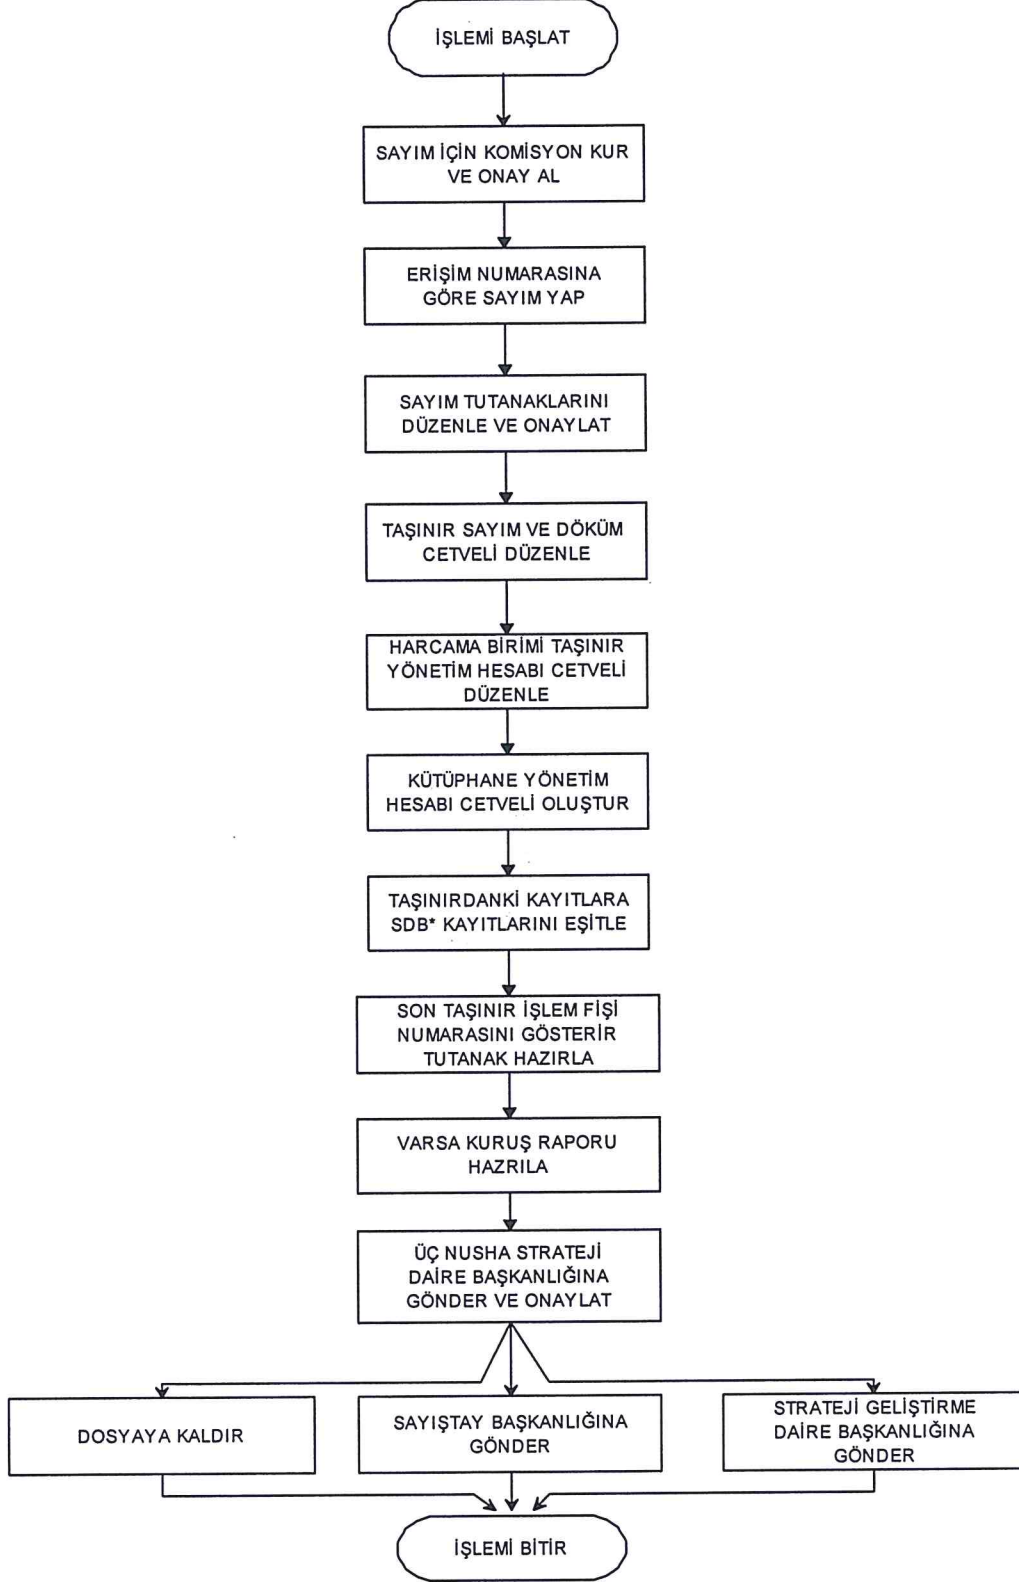 İŞLEMİ BAŞLAT
SAYIM İÇİN KOMİSYON KUR
VE ONAY AL
ERİŞİM NUMARASINA
GÖRE SAYIM YAP
SAYIM TUTANAKLARINI
DÜZENLE VE ONAYLAT
TAŞINIR SAYIM VE DÖKÜM
CETVELİ DÜZENLE
HARCAMA BİRİMİ TAŞINIR
YÖNETİM HESABI CETVELİ
DÜZENLE
KÜTÜPHANE YÖNETİM
HESABI CETVELİ OLUŞTUR
TAŞINIRDANKİ KAYITLARA
SDB* KAYITLARINI EŞİTLE
SON TAŞINIR İŞLEM FİŞİ
NUMARASINI GÖSTERİR
TUTANAK HAZIRLA
VARSA KURUŞ RAPORU
HAZRILA
ÜÇ NUSHA STRATEJİ
DAİRE BAŞKANLIĞINA
GÖNDER VE ONAYLAT
DOSYAYA KALDIR
SAYIŞTAY BAŞKANLIĞINA
GÖNDER
STRATEJİ GELİŞTİRME
DAİRE BAŞKANLIĞINA
GÖNDER
İŞLEMİ BİTİR